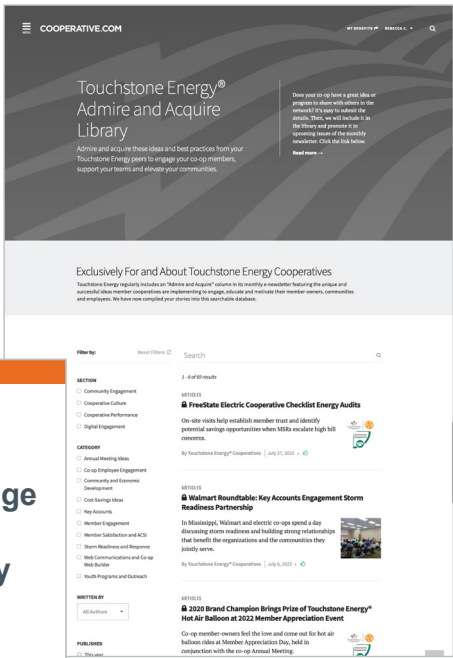 MENU
COOPERATIVE.COM
MY BENEFITS
REBECCA C.
Touchstone Energy®
Admire and Acquire
Library
Admire and acquire these ideas and best practices from your
Touchstone Energy peers to engage your co-op members,
support your teams and elevate your communities.
Does your co-op have a great idea or
program to share with others in the
network? It's easy to submit the
details. Then, we will include it in
the library and promote it in
upcoming issues of the monthly
newsletter. Click the link below.
Read more →
Exclusively For and About Touchstone Energy Cooperatives
Touchstone Energy regularly includes an "Admire and Acquire" column in its monthly e-newsletter featuring the unique and
successful ideas member cooperatives are implementing to engage, educate and motivate their member-owners, communities
and employees. We have now compiled your stories into this searchable database.
Filter by:
Reset Filters
SECTION
Community Engagement
Cooperative Culture
Cooperative Performance
Digital Engagement
CATEGORY
Annual Meeting Ideas
Co-op Employee Engagement
Community and Economic
Development
Cost-Savings Ideas
Key Accounts
Member Engagement
Member Satisfaction and ACSI
Storm Readiness and Response
Web Communications and Co-op
Web Builder
Youth Programs and Outreach
WRITTEN BY
All Authors
PUBLISHED
This year
Search
1 - 8 of 69 results
ARTICLES
FreeState Electric Cooperative Checklist Energy Audits
On-site visits help establish member trust and identify
potential savings opportunities when MSRs escalate high bill
concerns.
By Touchstone Energy® Cooperatives | July 27, 2022 •
ARTICLES
Walmart Roundtable: Key Accounts Engagement Storm
Readiness Partnership
In Mississippi, Walmart and electric co-ops spend a day
discussing storm readiness and building strong relationships
that benefit the organizations and the communities they
jointly serve.
By Touchstone Energy® Cooperatives | July 6, 2022 •
ARTICLES
2020 Brand Champion Brings Prize of Touchstone Energy®
Hot Air Balloon at 2022 Member Appreciation Event
Co-op member-owners feel the love and come out for hot air
balloon rides at Member Appreciation Day, held in
conjunction with the co-op Annual Meeting.
ge
y